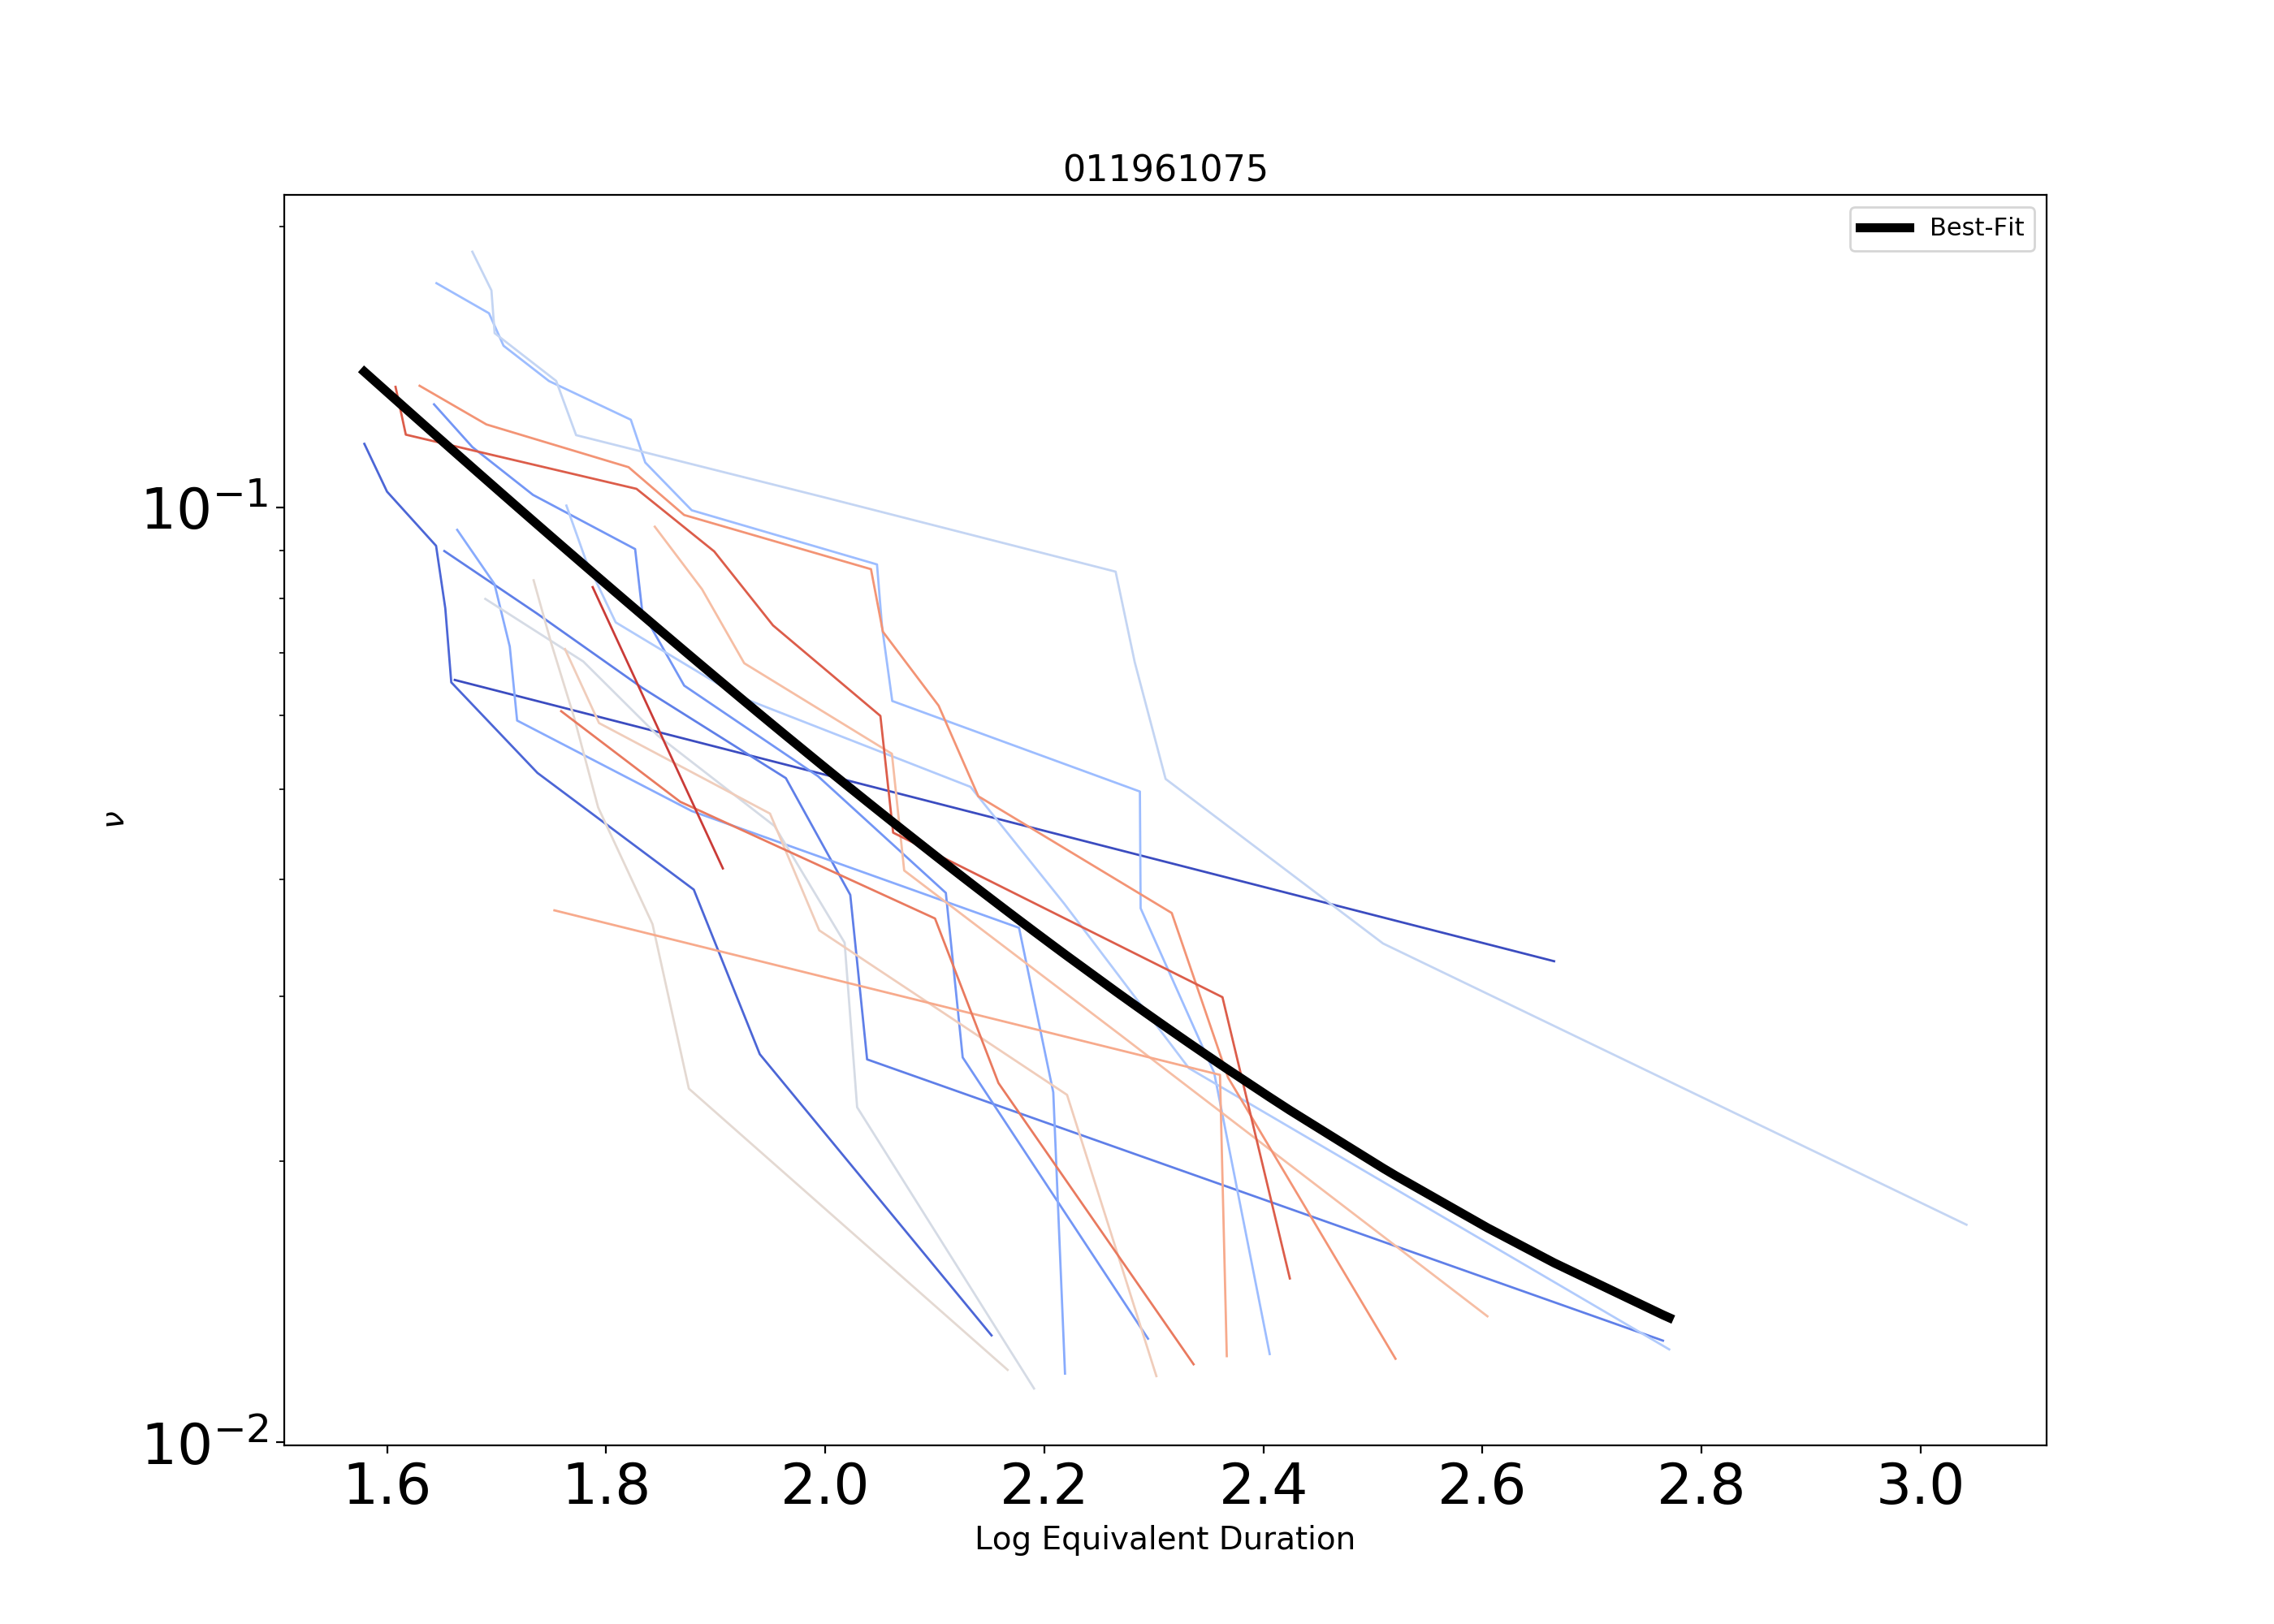 011961075
Best-Fit
10⁻¹
ν
10⁻²
1.6 1.8 2.0 2.2 2.4 2.6 2.8 3.0
Log Equivalent Duration